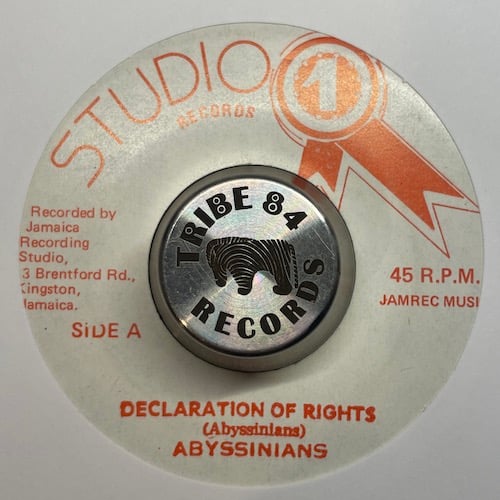 STUDIO
1
RECORDS
Recorded by
Jamaica
Recording
Studio,
3 Brentford Rd.,
Kingston,
Jamaica.
SiDE A
TRIBE 84
RECORDS
45 R.P.M.
JAMREC MUSI
DECLARATION OF RIGHTS
(Abyssinians)
ABYSSINIANS